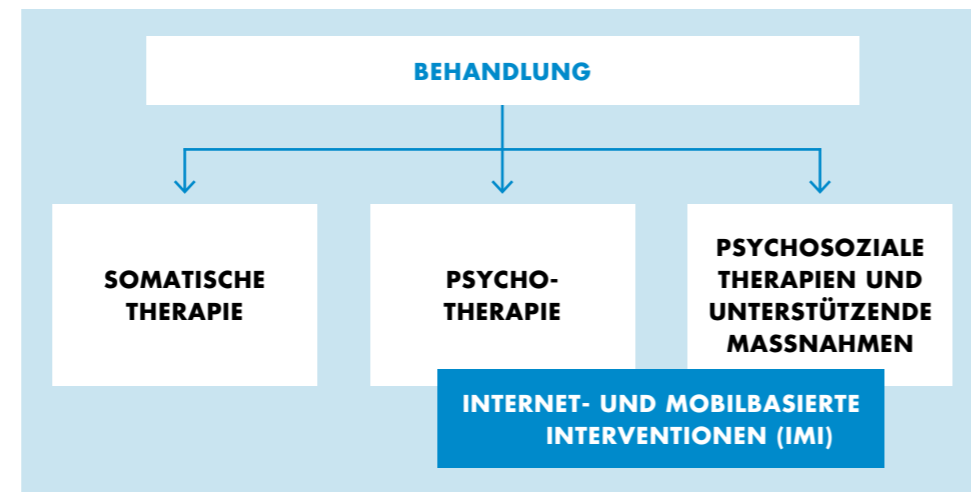 BEHANDLUNG
SOMATISCHE
THERAPIE
PSYCHO-
THERAPIE
PSYCHOSOZIALE
THERAPIEN UND
UNTERSTÜTZENDE
MASSNAHMEN
INTERNET- UND MOBILBASIERTE
INTERVENTIONEN (IMI)